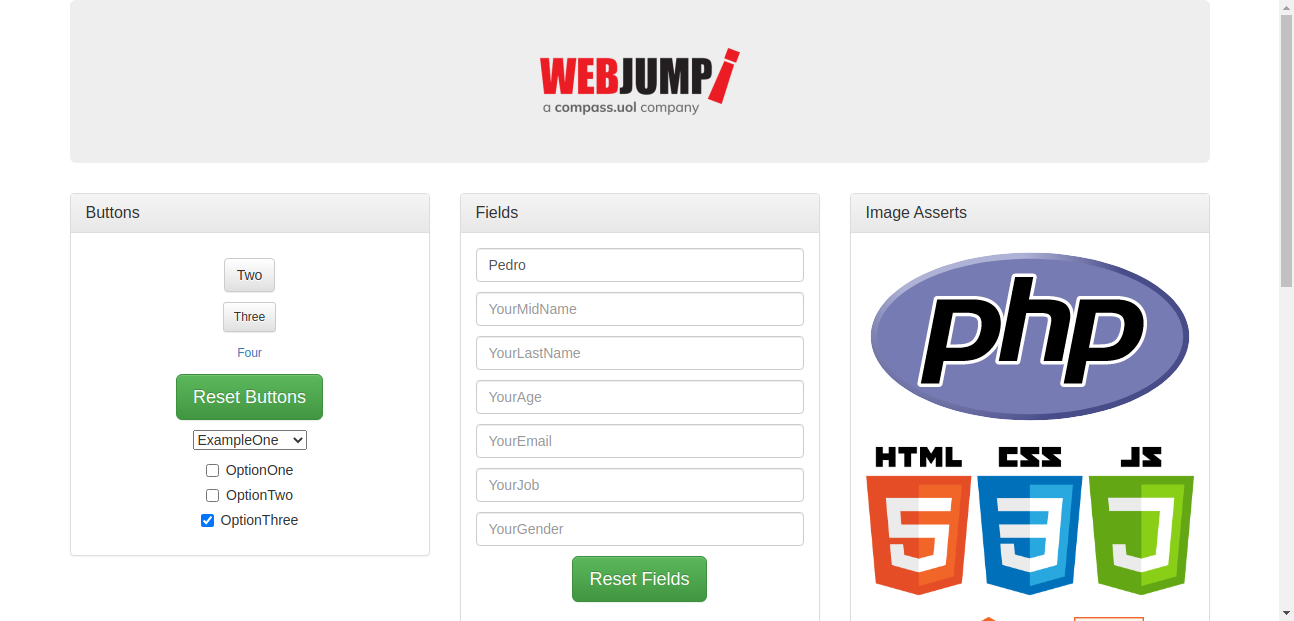 WEBJUMP
a compass.uol company
Buttons
Two
Three
Four
Reset Buttons
ExampleOne
OptionOne
OptionTwo
OptionThree
Fields
Pedro
YourMidName
YourLastName
YourAge
YourEmail
YourJob
YourGender
Reset Fields
Image Asserts
php
HTML CSS JS
5 3